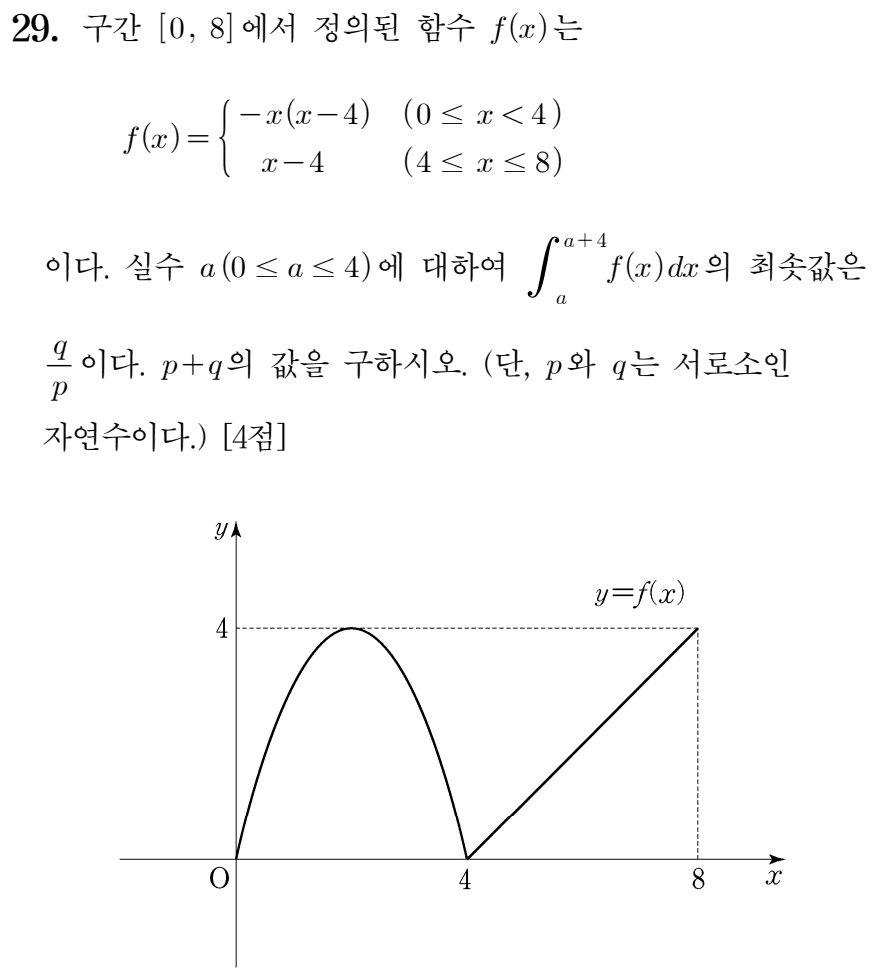 29. 구간 [0, 8]에서 정의된 함수 f(x)는
f(x) = { -x(x-4) (0 ≤ x < 4)
x-4 (4 ≤ x ≤ 8)
이다. 실수 a(0 ≤ a ≤ 4)에 대하여 ∫_a^{a+4} f(x)dx의 최솟값은
q/p 이다. p+q의 값을 구하시오. (단, p와 q는 서로소인
자연수이다.) [4점]
y
y=f(x)
4
O 4 8 x